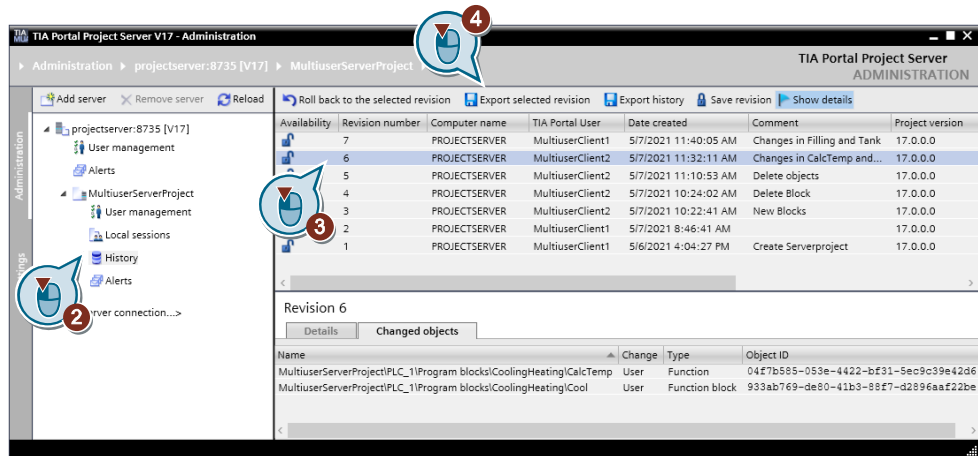 4
TIA Portal Project Server V17 - Administration
Administration projectserver:8735 [V17] MultiuserServerProject
TIA Portal Project Server
ADMINISTRATION
Add server Remove server Reload
Roll back to the selected revision Export selected revision Export history Save revision Show details
Administration
projectserver:8735 [V17]
User management
Alerts
MultiuserServerProject
User management
Local sessions
History
Alerts
erver connection...>
2
Availability Revision number Computer name TIA Portal User Date created Comment Project version
7 PROJECTSERVER MultiuserClient1 5/7/2021 11:40:05 AM Changes in Filling and Tank 17.0.0.0
6 PROJECTSERVER MultiuserClient2 5/7/2021 11:32:11 AM Changes in CalcTemp and... 17.0.0.0
5 PROJECTSERVER MultiuserClient2 5/7/2021 11:10:53 AM Delete objects 17.0.0.0
4 PROJECTSERVER MultiuserClient2 5/7/2021 10:24:02 AM Delete Block 17.0.0.0
3 PROJECTSERVER MultiuserClient2 5/7/2021 10:22:41 AM New Blocks 17.0.0.0
2 PROJECTSERVER MultiuserClient1 5/7/2021 8:46:41 AM 17.0.0.0
1 PROJECTSERVER MultiuserClient1 5/6/2021 4:04:27 PM Create Serverproject 17.0.0.0
3
Revision 6
Details Changed objects
Name Change Type Object ID
MultiuserServerProject\PLC_1\Program blocks\CoolingHeating\CalcTemp User Function 04f7b585-053e-4422-bf31-5ec9c39e42d6
MultiuserServerProject\PLC_1\Program blocks\CoolingHeating\Cool User Function block 933ab769-de80-41b3-88f7-d2896aaf22be